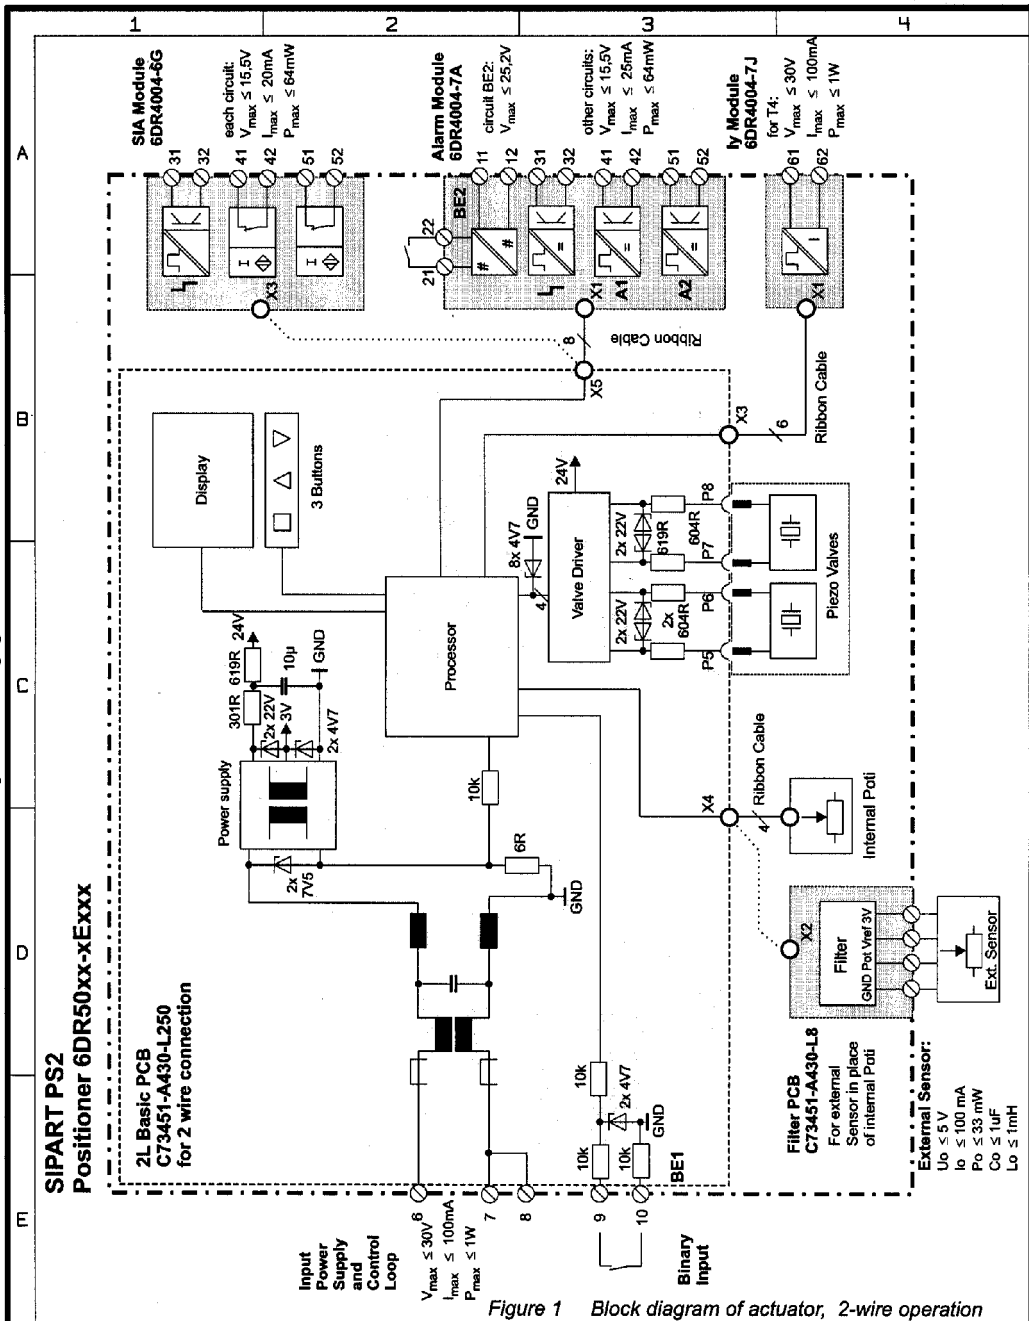 1 2 3 4
A
B
C
D
E
SIPART PS2
Positioner 6DR50xx-xExxx
2L Basic PCB
C73451-A430-L250
for 2 wire connection
SIA Module
6DR4004-6G
each circuit:
Vmax ≤ 15,5V
Imax ≤ 20mA
Pmax ≤ 64mW
31
32
41
42
51
52
I
I
X3
Alarm Module
6DR4004-7A
circuit BE2:
Vmax ≤ 25,2V
other circuits:
Vmax ≤ 15,5V
Imax ≤ 25mA
Pmax ≤ 64mW
11
12
31
32
41
42
51
52
BE2
22
21
#
#
=
=
=
A1
A2
X1
8
Ribbon Cable
X5
Iy Module
6DR4004-7J
for T4:
Vmax ≤ 30V
Imax ≤ 100mA
Pmax ≤ 1W
61
62
I
X1
Ribbon Cable
6
X3
Display
3 Buttons
Processor
Power supply
301R
619R
24V
2x 22V
10µ
3V
GND
2x 4V7
2x
7V5
10k
6R
GND
8x 4V7
GND
4
24V
Valve Driver
2x 22V
2x 22V
619R
604R
2x
604R
P5
P6
P7
P8
Piezo Valves
X4
Ribbon Cable
4
Internal Poti
X2
Filter
GND Pot Vref 3V
Ext. Sensor
Filter PCB
C73451-A430-L8
For external
Sensor in place
of internal Poti
External Sensor:
Uo ≤ 5 V
Io ≤ 100 mA
Po ≤ 33 mW
Co ≤ 1uF
Lo ≤ 1mH
Input
Power
Supply
and
Control
Loop
Vmax ≤ 30V
Imax ≤ 100mA
Pmax ≤ 1W
6
7
8
9
10
10k
10k
10k
2x 4V7
GND
BE1
Binary
Input
Figure 1 Block diagram of actuator, 2-wire operation